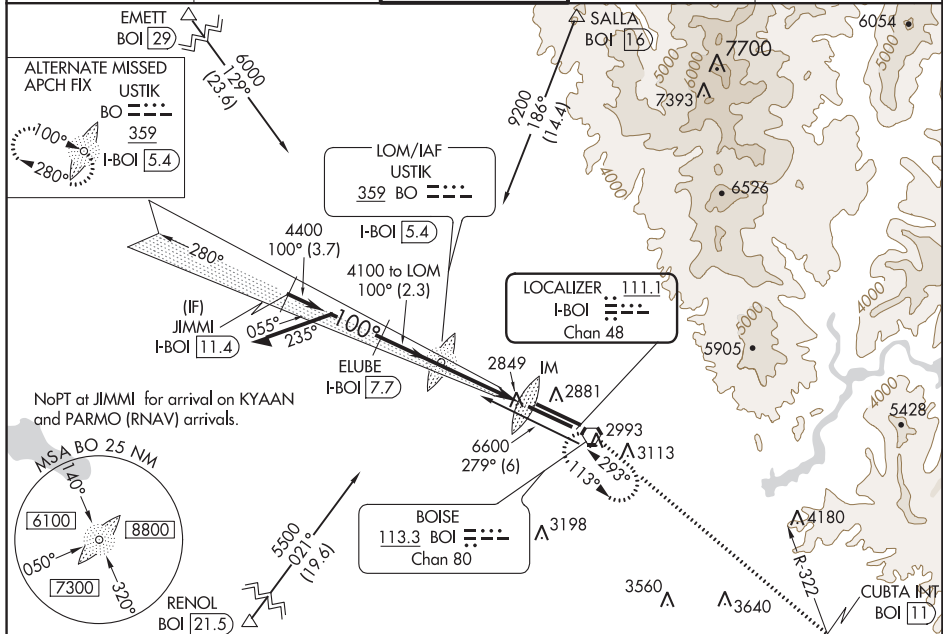 EMETT
BOI 29
6000
129°
(23.6)
SALLA
BOI 16
9200
186°
(14.4)
5000
6000
7700
7393
6054
5000
4000
6526
ALTERNATE MISSED
APCH FIX
USTIK
BO
359
I-BOI 5.4
100°
280°
LOM/IAF
USTIK
359 BO
I-BOI 5.4
280°
4400
100° (3.7)
4100 to LOM
100° (2.3)
(IF)
JIMMI
I-BOI 11.4
055°
235°
100°
ELUBE
I-BOI 7.7
LOCALIZER 111.1
I-BOI
Chan 48
4000
5000
5905
4000
5428
2849
IM
2881
2993
3113
6600
279° (6)
293°
113°
NoPT at JIMMI for arrival on KYAAN
and PARMO (RNAV) arrivals.
MSA BO 25 NM
140°
6100
8800
050°
7300
320°
5500
021°
(19.6)
RENOL
BOI 21.5
BOISE
113.3 BOI
Chan 80
3198
3560
3640
4180
R-322
CUBTA INT
BOI 11